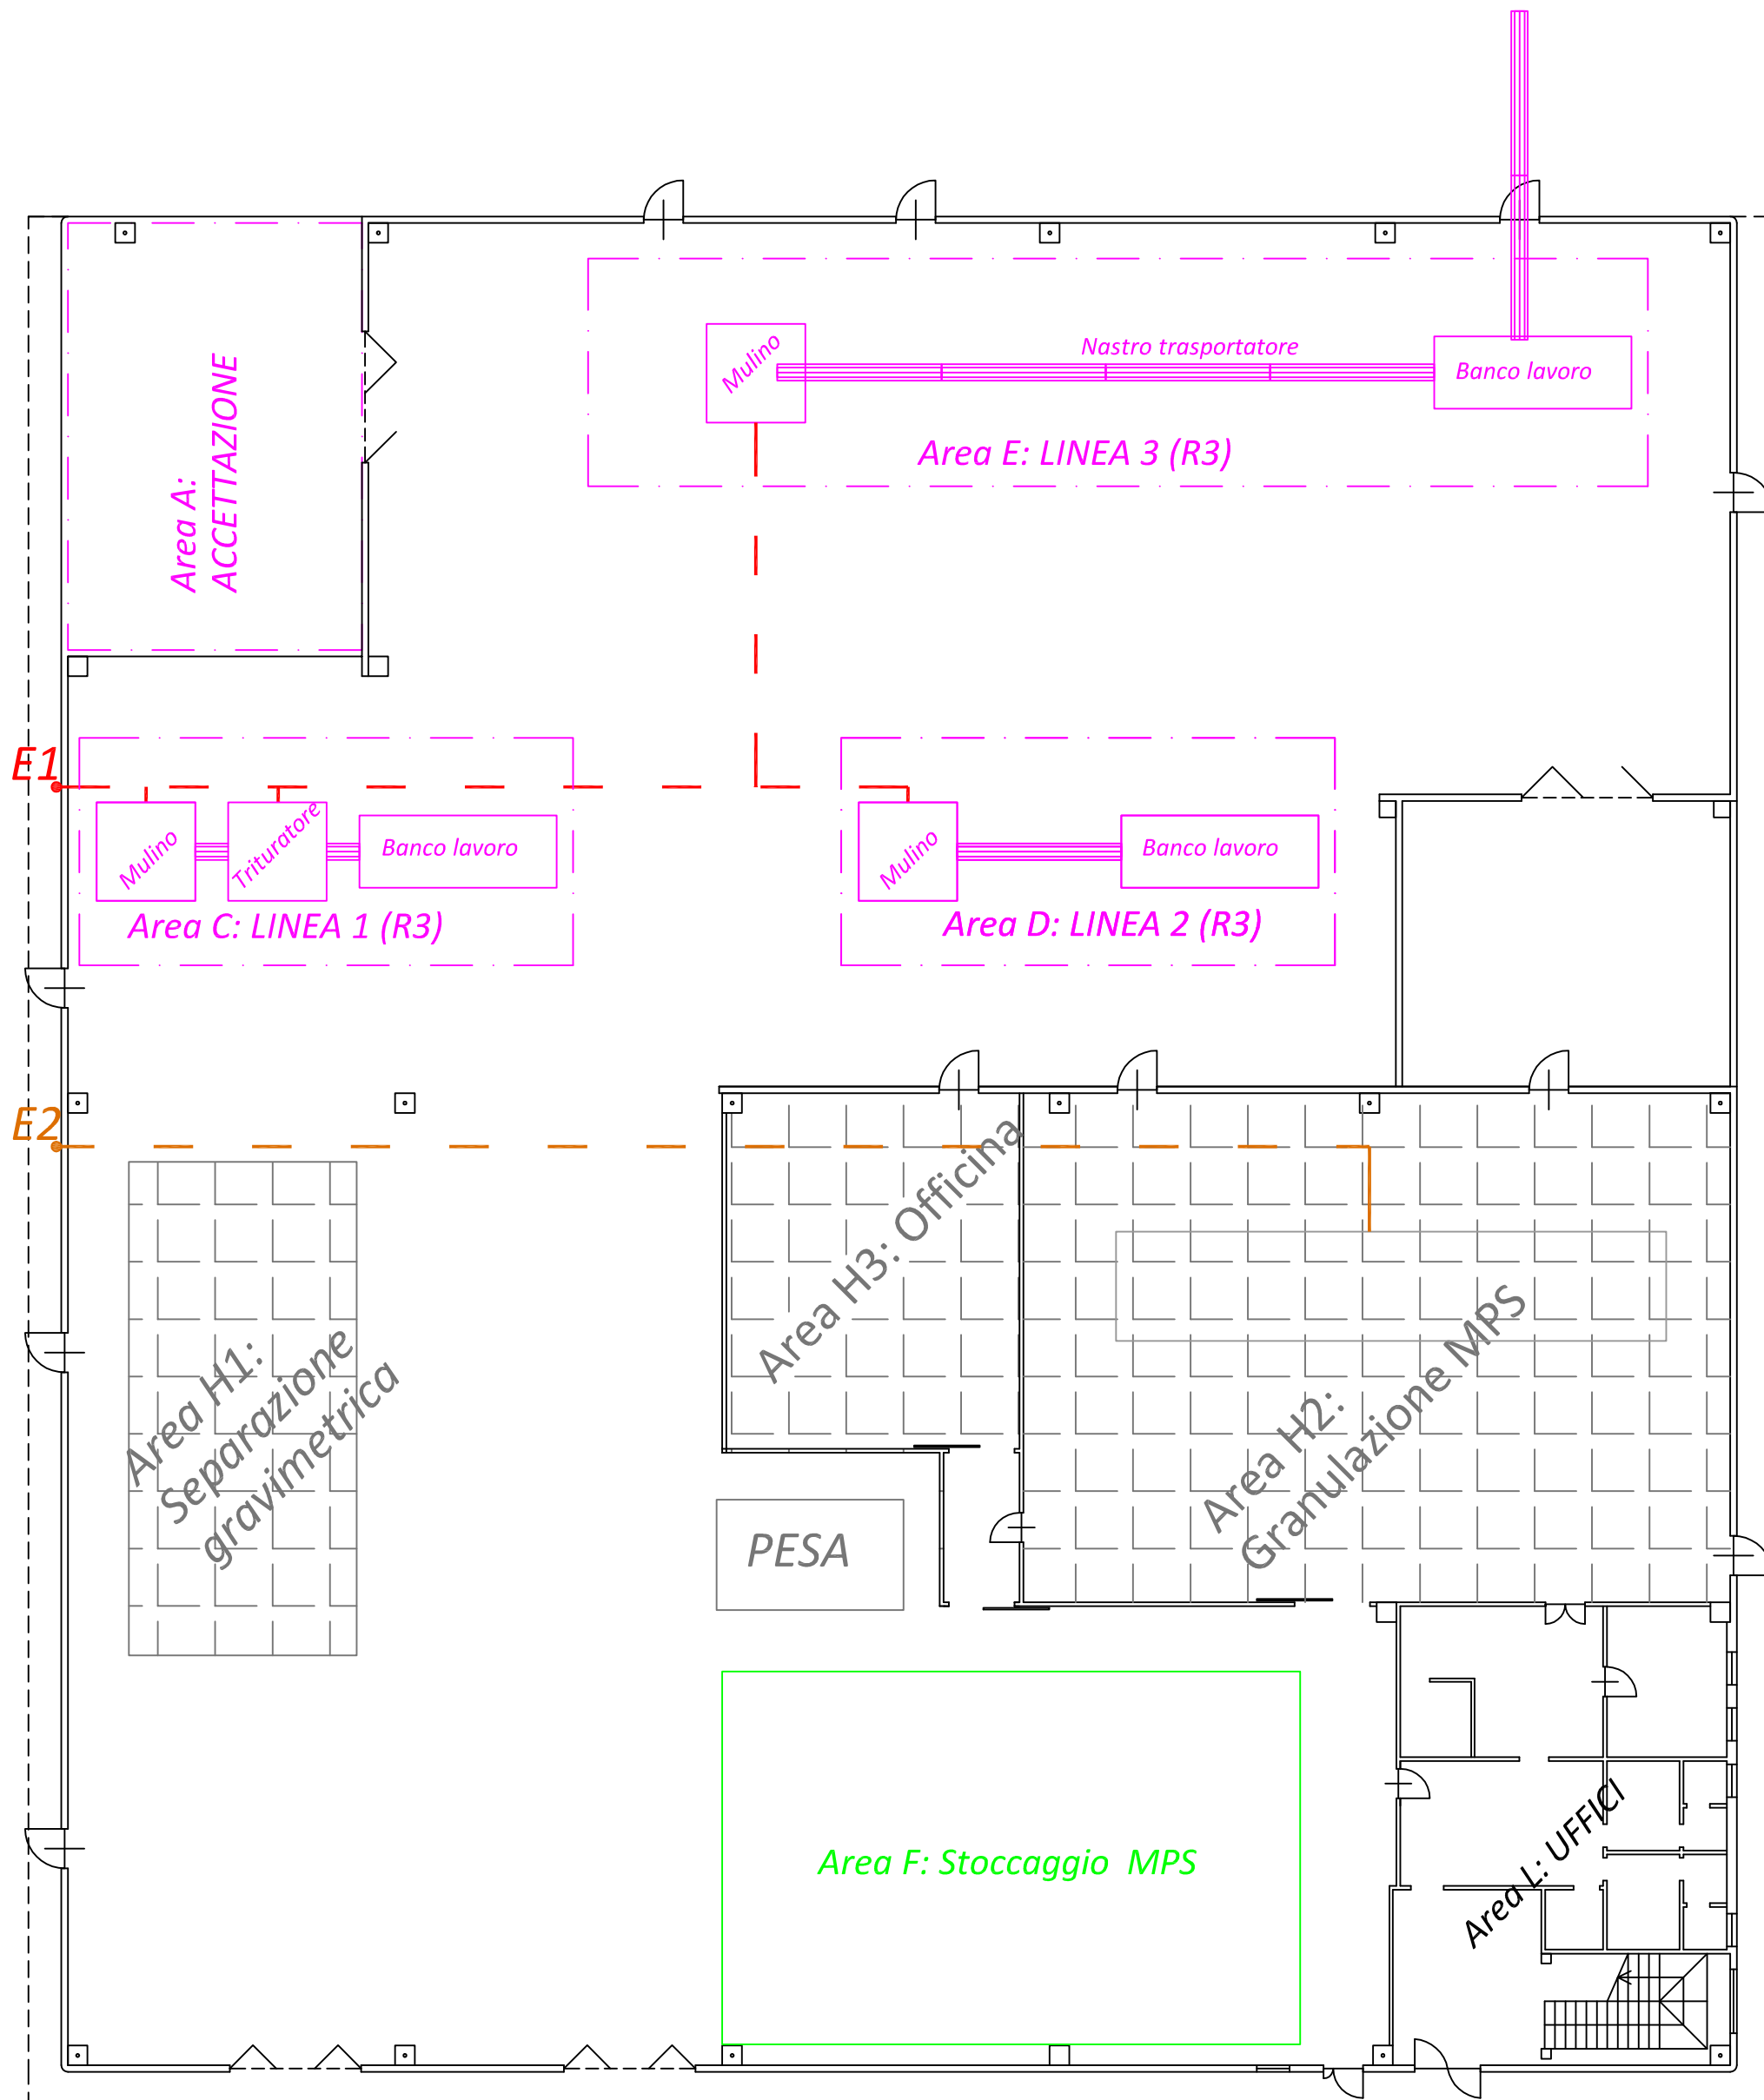 Nastro trasportatore
Mulino
Banco lavoro
Area E: LINEA 3 (R3)
Area A:
ACCETTAZIONE
E1
Mulino
Trituratore
Banco lavoro
Area C: LINEA 1 (R3)
Mulino
Banco lavoro
Area D: LINEA 2 (R3)
E2
Area H3: Officina
Area H1:
Separazione
gravimetrica
Area H2:
Granulazione MPS
PESA
Area F: Stoccaggio MPS
Area L: UFFICI